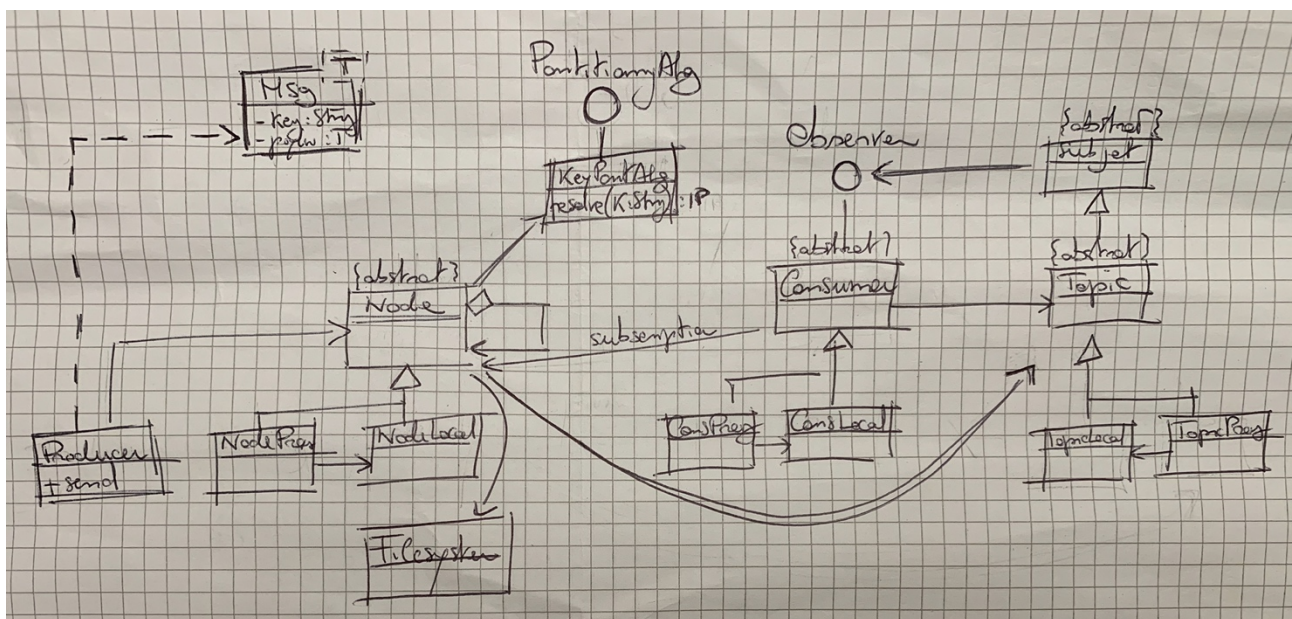 T
Msg
- key: String
- payload: T
PartitioningAlg
KeyPartAlg
resolve(K: String): IP
Observer
{abstract}
Subject
{abstract}
Node
{abstract}
Consumer
{abstract}
Topic
subscription
Producer
+ send
NodeProxy
NodeLocal
ConsProxy
ConsLocal
TopicLocal
TopicProxy
Filesystem